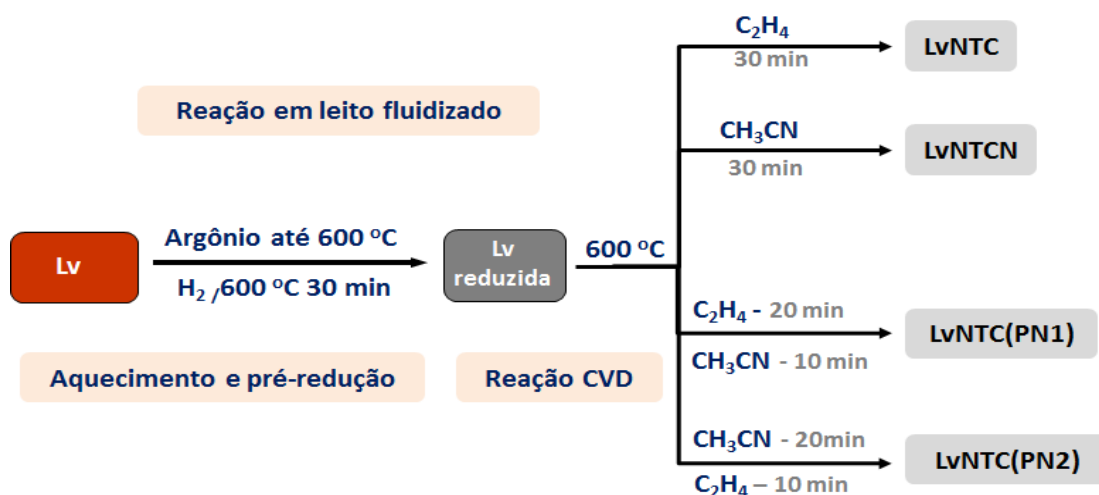 C₂H₄
30 min
LvNTC
Reação em leito fluidizado
CH₃CN
30 min
LvNTCN
Lv
Argônio até 600 ºC
H₂ /600 ºC 30 min
Lv
reduzida
600 ºC
C₂H₄ - 20 min
CH₃CN - 10 min
LvNTC(PN1)
Aquecimento e pré-redução
Reação CVD
CH₃CN - 20min
C₂H₄ – 10 min
LvNTC(PN2)